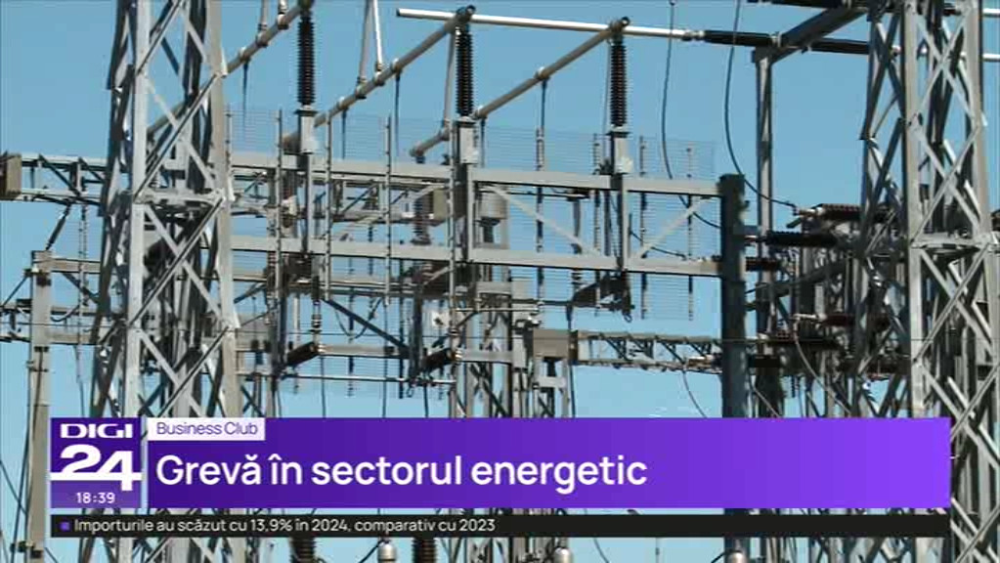 DIGI
24
18:39
Business Club
Grevă în sectorul energetic
Importurile au scăzut cu 13,9% în 2024, comparativ cu 2023